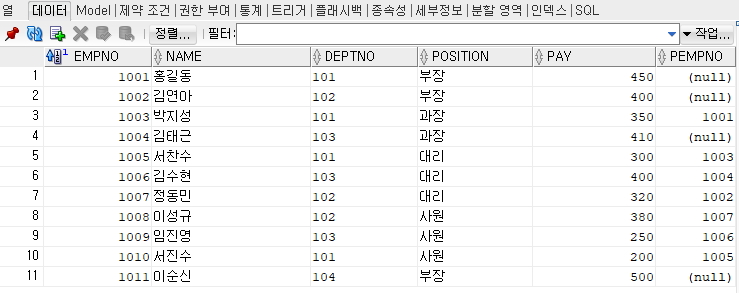 열 데이터 Model | 제약 조건 | 권한 부여 | 통계 | 트리거 | 플래시백 | 종속성 | 세부정보 | 분할 영역 | 인덱스 | SQL
정렬... 필터: 작업...
EMPNO NAME DEPTNO POSITION PAY PEMPNO
1 1001 홍길동 101 부장 450 (null)
2 1002 김연아 102 부장 400 (null)
3 1003 박지성 101 과장 350 1001
4 1004 김태근 103 과장 410 (null)
5 1005 서찬수 101 대리 300 1003
6 1006 김수현 103 대리 400 1004
7 1007 정동민 102 대리 320 1002
8 1008 이성규 102 사원 380 1007
9 1009 임진영 103 사원 250 1006
10 1010 서진수 101 사원 200 1005
11 1011 이순신 104 부장 500 (null)